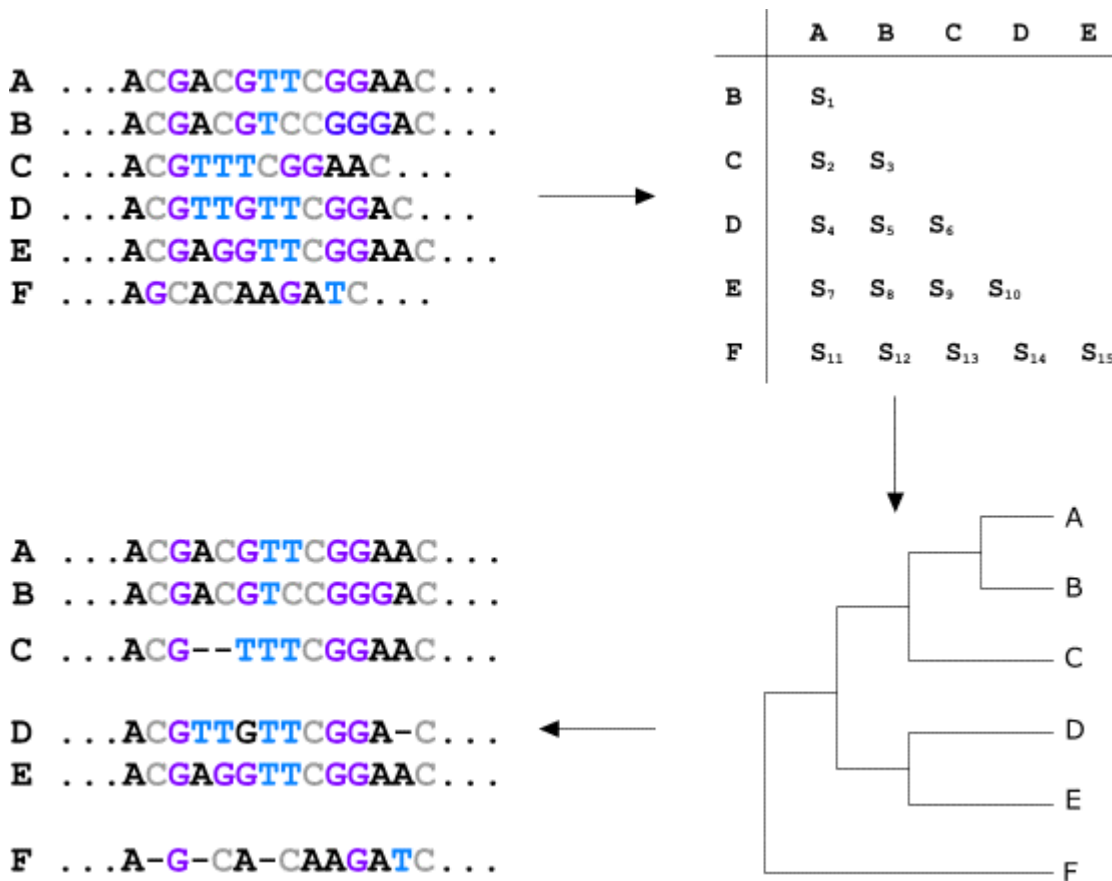 A ...ACGACGTTCGGAAC...
B ...ACGACGTCCGGGAC...
C ...ACGTTTCGGAAC...
D ...ACGTTGTTCGGAC...
E ...ACGAGGTTCGGAAC...
F ...AGCACAAGATC...
A B C D E
B S₁
C S₂ S₃
D S₄ S₅ S₆
E S₇ S₈ S₉ S₁₀
F S₁₁ S₁₂ S₁₃ S₁₄ S₁₅
A
B
C
D
E
F
A ...ACGACGTTCGGAAC...
B ...ACGACGTCCGGGAC...
C ...ACG--TTTCGGAAC...
D ...ACGTTGTTCGGA-C...
E ...ACGAGGTTCGGAAC...
F ...A-G-CA-CAAGATC...